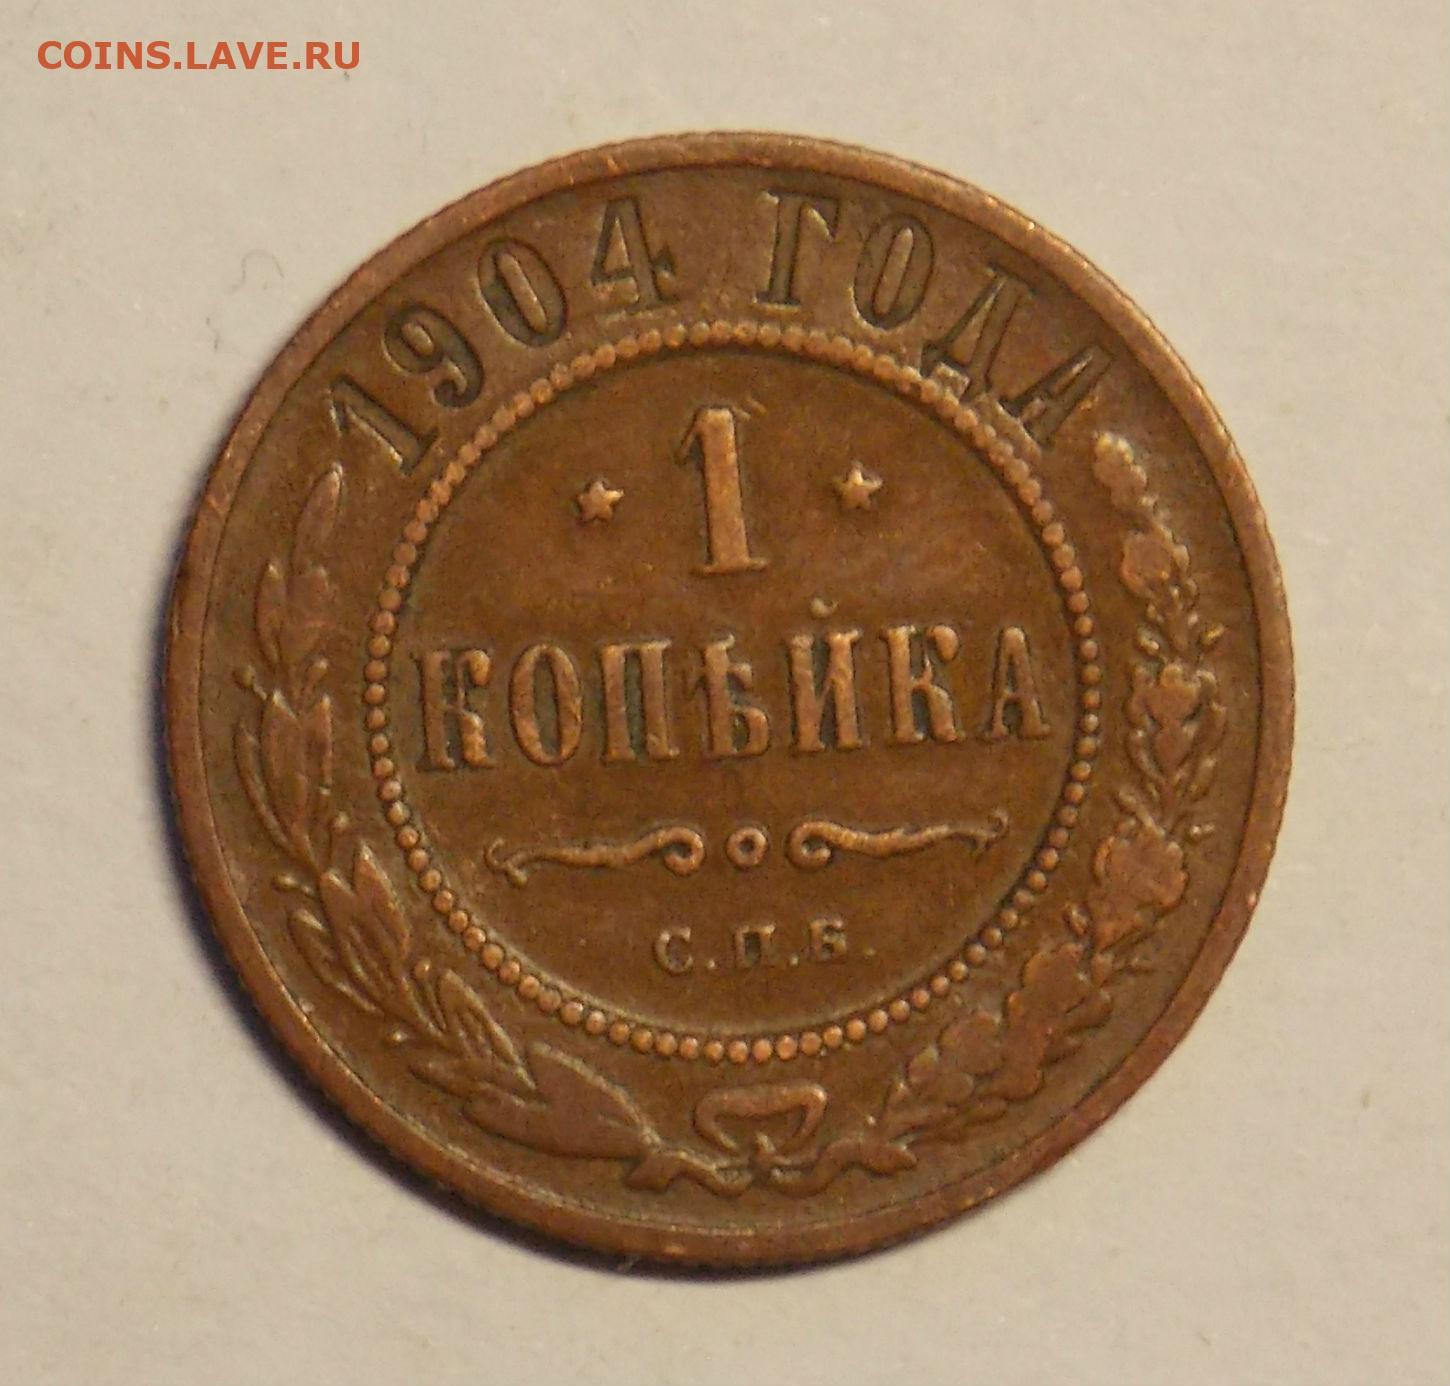 COINS.LAVE.RU
1904 ГОДА
1
КОПѢЙКА
С.П.Б.